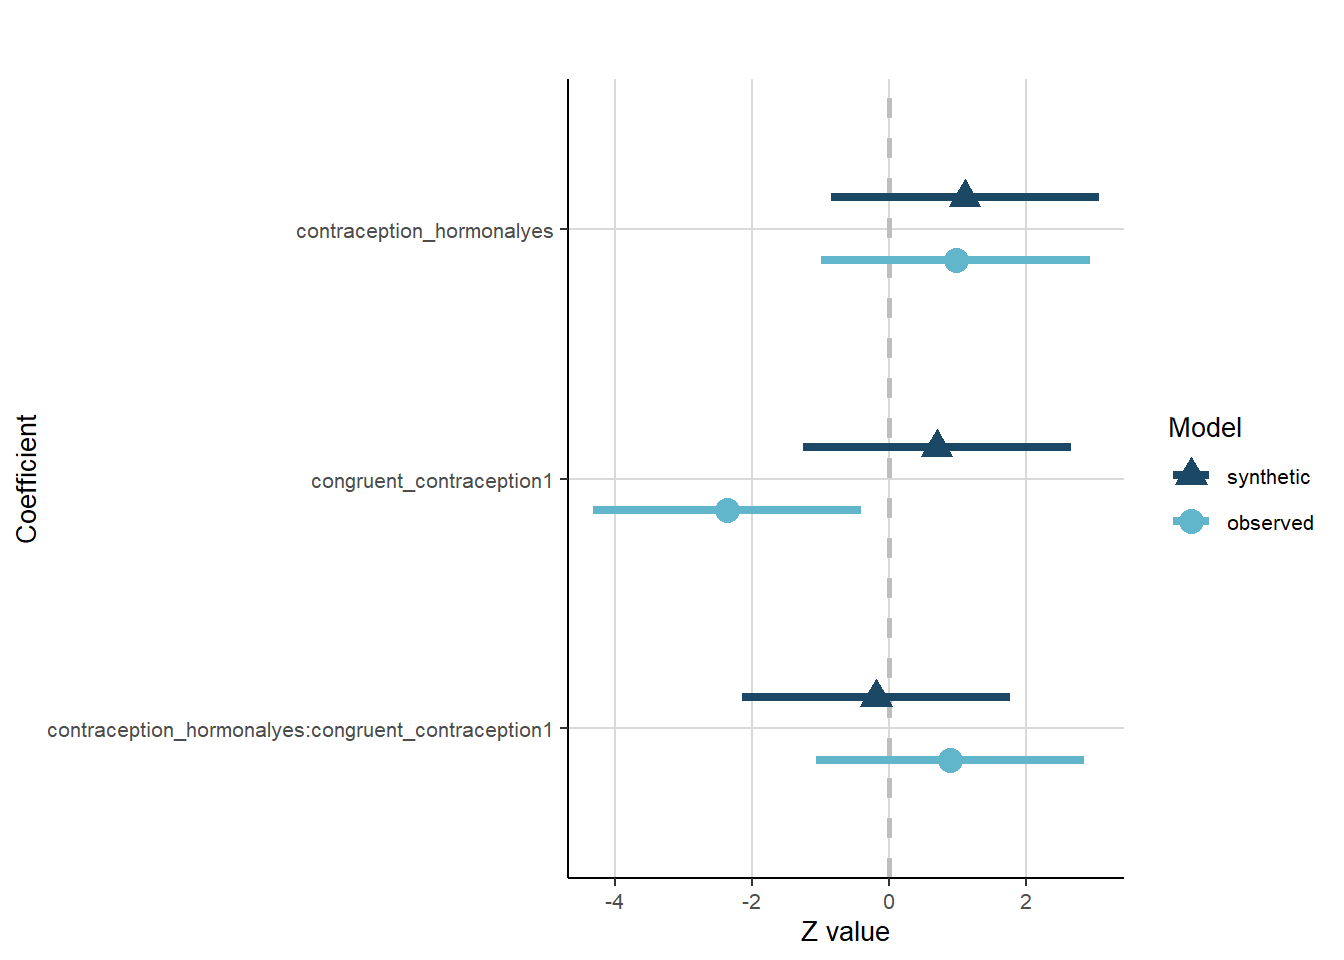 contraception_hormonalyes
congruent_contraception1
contraception_hormonalyes:congruent_contraception1
Coefficient
-4
-2
0
2
Z value
Model
synthetic
observed